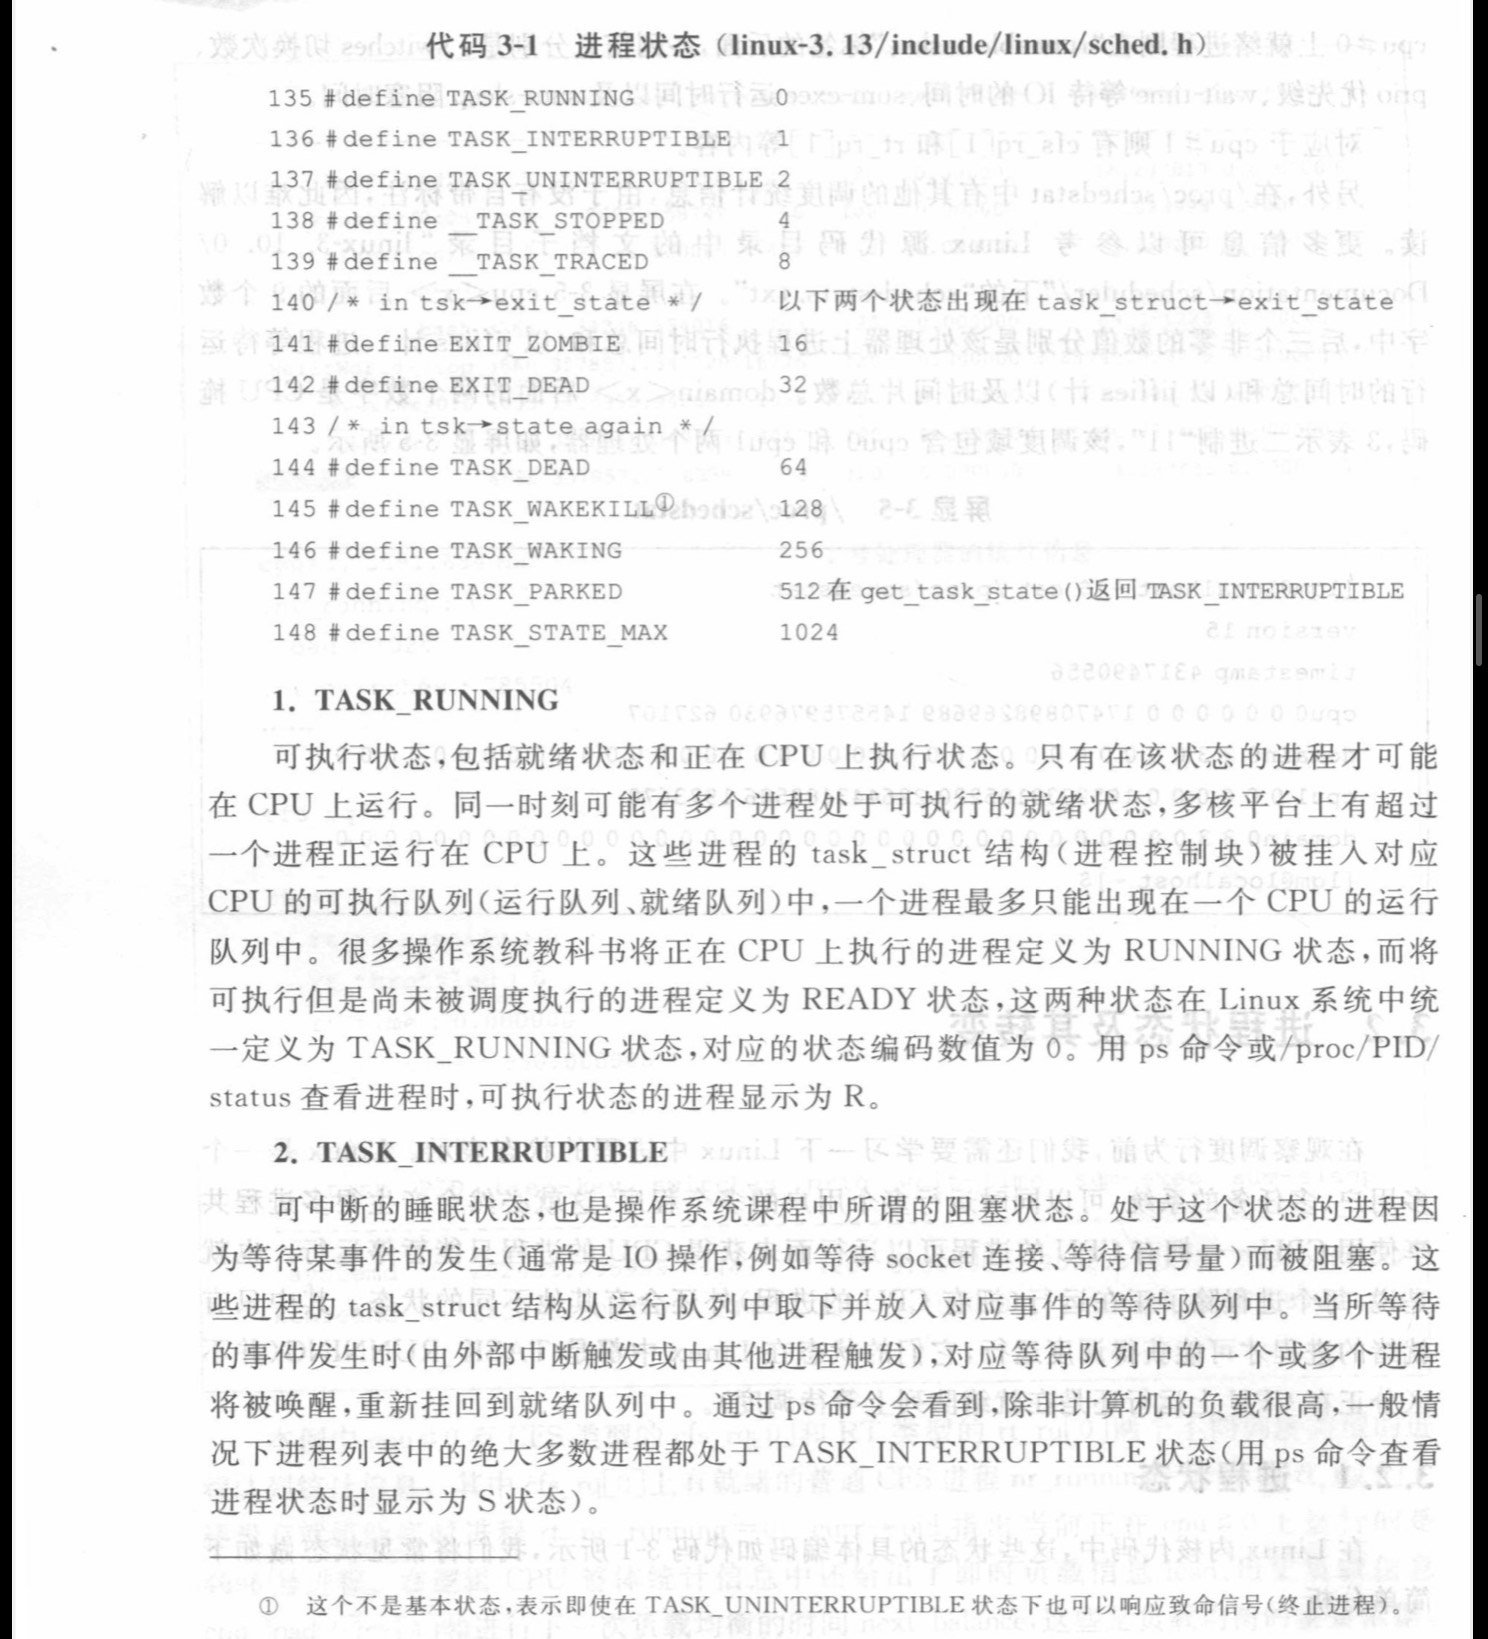 代码 3-1 进程状态 (linux-3.13/include/linux/sched.h)
135 #define TASK_RUNNING 0
136 #define TASK_INTERRUPTIBLE 1
137 #define TASK_UNINTERRUPTIBLE 2
138 #define __TASK_STOPPED 4
139 #define __TASK_TRACED 8
140 /* in tsk→exit_state */ 以下两个状态出现在 task_struct→exit_state
141 #define EXIT_ZOMBIE 16
142 #define EXIT_DEAD 32
143 /* in tsk→state again */
144 #define TASK_DEAD 64
145 #define TASK_WAKEKILL① 128
146 #define TASK_WAKING 256
147 #define TASK_PARKED 512 在 get_task_state()返回 TASK_INTERRUPTIBLE
148 #define TASK_STATE_MAX 1024
1. TASK_RUNNING
可执行状态,包括就绪状态和正在 CPU 上执行状态。只有在该状态的进程才可能
在 CPU 上运行。同一时刻可能有多个进程处于可执行的就绪状态,多核平台上有超过
一个进程正运行在 CPU 上。这些进程的 task_struct 结构(进程控制块)被挂入对应
CPU 的可执行队列(运行队列、就绪队列)中,一个进程最多只能出现在一个 CPU 的运行
队列中。很多操作系统教科书将正在 CPU 上执行的进程定义为 RUNNING 状态,而将
可执行但是尚未被调度执行的进程定义为 READY 状态,这两种状态在 Linux 系统中统
一定义为 TASK_RUNNING 状态,对应的状态编码数值为 0。用 ps 命令或/proc/PID/
status 查看进程时,可执行状态的进程显示为 R。
2. TASK_INTERRUPTIBLE
可中断的睡眠状态,也是操作系统课程中所谓的阻塞状态。处于这个状态的进程因
为等待某事件的发生(通常是 IO 操作,例如等待 socket 连接、等待信号量)而被阻塞。这
些进程的 task_struct 结构从运行队列中取下并放入对应事件的等待队列中。当所等待
的事件发生时(由外部中断触发或由其他进程触发),对应等待队列中的一个或多个进程
将被唤醒,重新挂回到就绪队列中。通过 ps 命令会看到,除非计算机的负载很高,一般情
况下进程列表中的绝大多数进程都处于 TASK_INTERRUPTIBLE 状态(用 ps 命令查看
进程状态时显示为 S 状态)。
① 这个不是基本状态,表示即使在 TASK_UNINTERRUPTIBLE 状态下也可以响应致命信号(终止进程)。